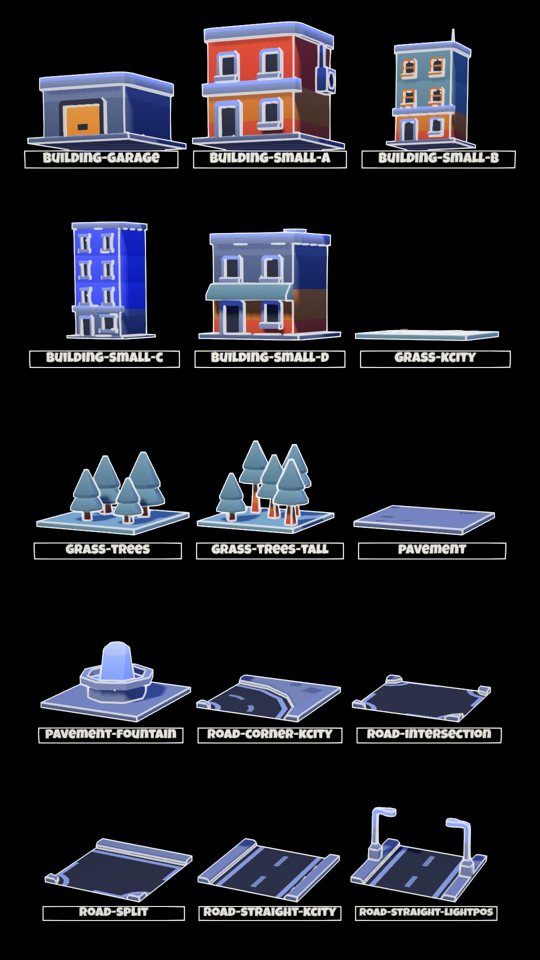 BUILDING-GARAGE
BUILDING-SMALL-A
BUILDING-SMALL-B
BUILDING-SMALL-C
BUILDING-SMALL-D
GRASS-KCITY
GRASS-TREES
GRASS-TREES-TALL
PAVEMENT
PAVEMENT-FOUNTAIN
ROAD-CORNER-KCITY
ROAD-INTERSECTION
ROAD-SPLIT
ROAD-STRAIGHT-KCITY
ROAD-STRAIGHT-LIGHTPOS